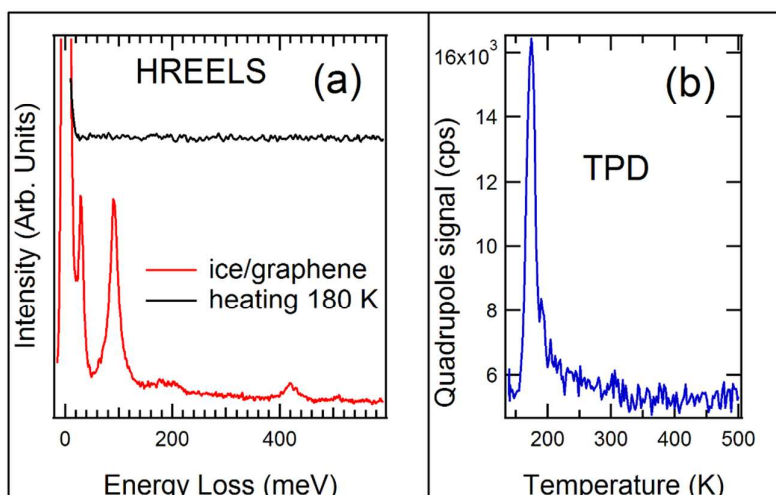 HREELS
(a)
Intensity (Arb. Units)
ice/graphene
heating 180 K
0
200
400
Energy Loss (meV)
16x10³
14
12
10
8
6
(b)
TPD
Quadrupole signal (cps)
200
300
400
500
Temperature (K)